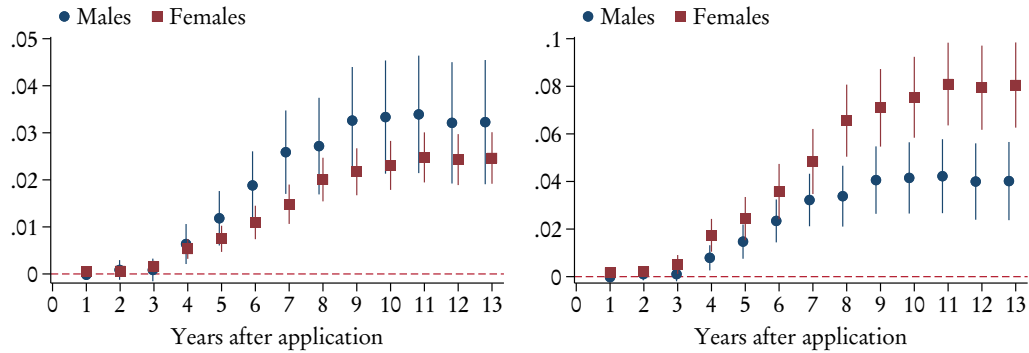 Males Females
.05
.04
.03
.02
.01
0
0 1 2 3 4 5 6 7 8 9 10 11 12 13
Years after application
Males Females
.1
.08
.06
.04
.02
0
0 1 2 3 4 5 6 7 8 9 10 11 12 13
Years after application